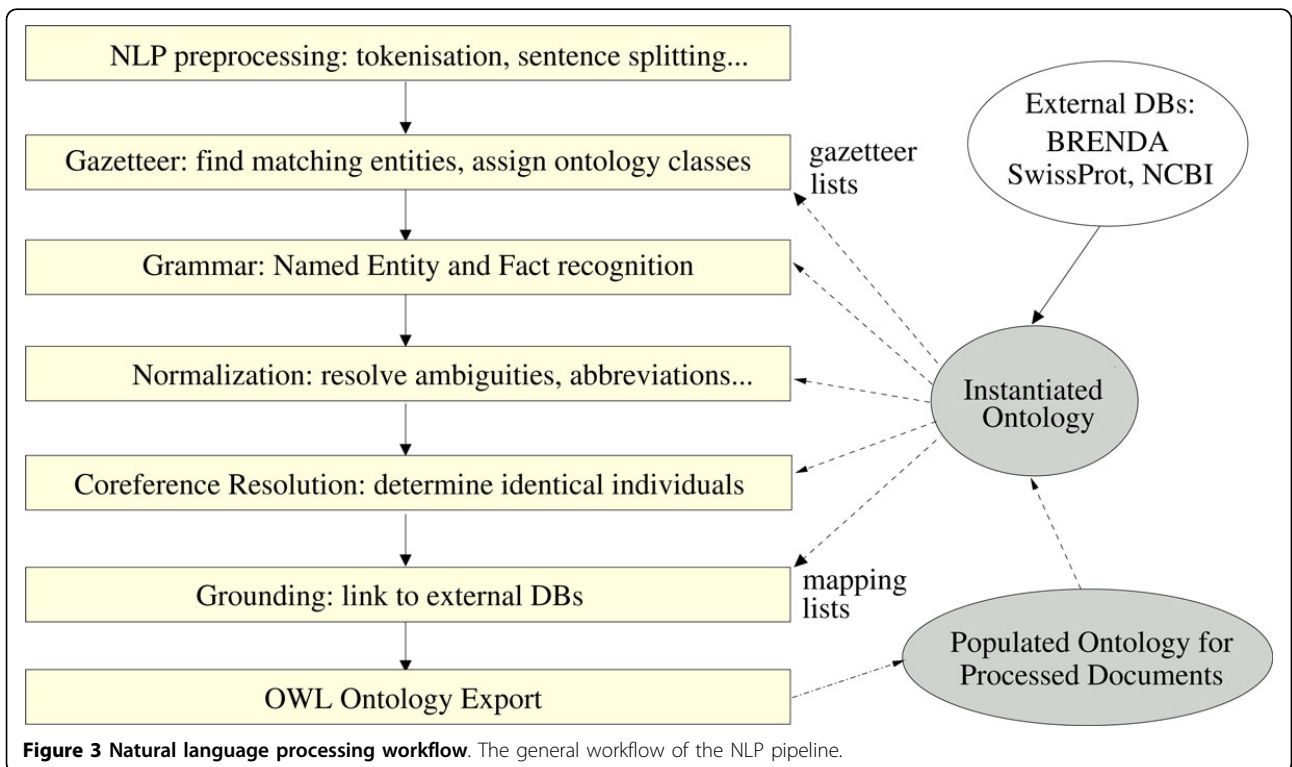 NLP preprocessing: tokenisation, sentence splitting...
Gazetteer: find matching entities, assign ontology classes
Grammar: Named Entity and Fact recognition
Normalization: resolve ambiguities, abbreviations...
Coreference Resolution: determine identical individuals
Grounding: link to external DBs
OWL Ontology Export
gazetteer
lists
mapping
lists
External DBs:
BRENDA
SwissProt, NCBI
Instantiated
Ontology
Populated Ontology for
Processed Documents
Figure 3 Natural language processing workflow. The general workflow of the NLP pipeline.